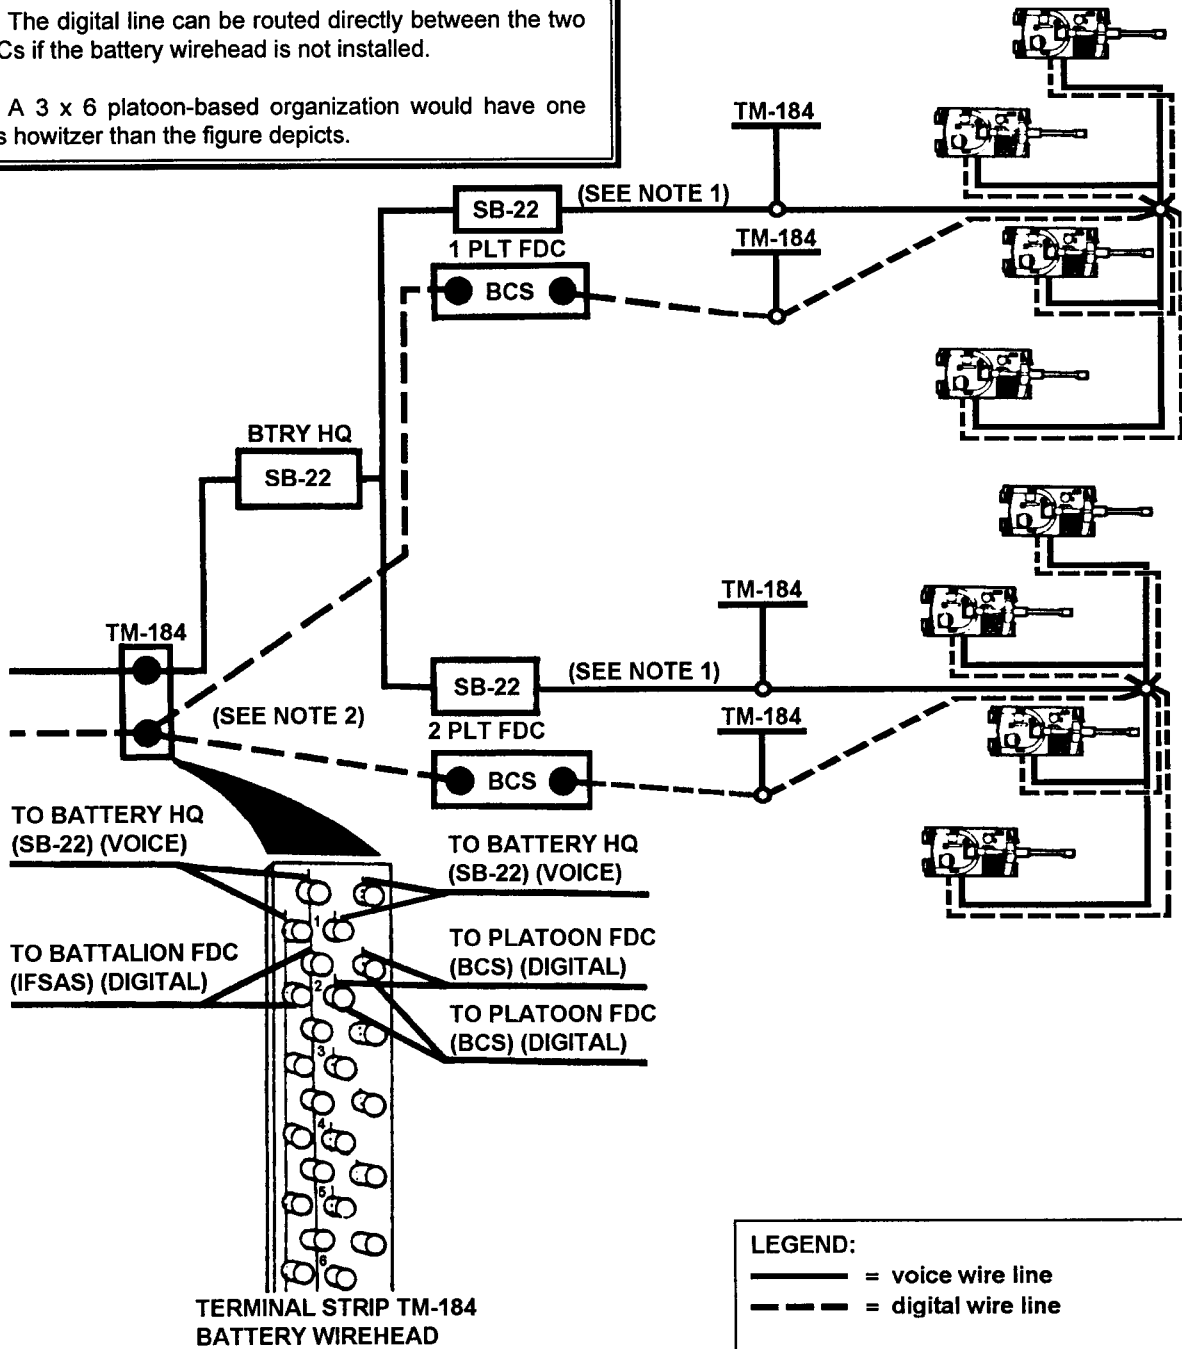 The digital line can be routed directly between the two
Cs if the battery wirehead is not installed.
A 3 x 6 platoon-based organization would have one
s howitzer than the figure depicts.
TM-184
SB-22
(SEE NOTE 1)
1 PLT FDC
TM-184
BCS
BTRY HQ
SB-22
TM-184
TM-184
SB-22
(SEE NOTE 1)
(SEE NOTE 2)
2 PLT FDC
TM-184
BCS
TO BATTERY HQ
(SB-22) (VOICE)
TO BATTERY HQ
(SB-22) (VOICE)
TO BATTALION FDC
(IFSAS) (DIGITAL)
TO PLATOON FDC
(BCS) (DIGITAL)
TO PLATOON FDC
(BCS) (DIGITAL)
1
2
3
4
5
6
TERMINAL STRIP TM-184
BATTERY WIREHEAD
LEGEND:
= voice wire line
= digital wire line